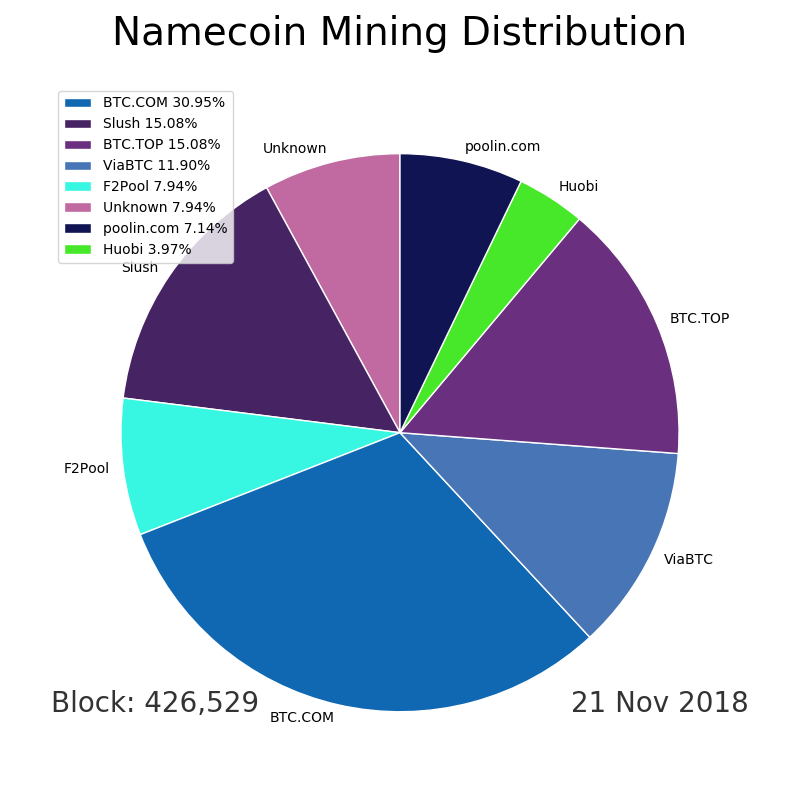 Namecoin Mining Distribution
BTC.COM 30.95%
Slush 15.08%
BTC.TOP 15.08%
ViaBTC 11.90%
F2Pool 7.94%
Unknown 7.94%
poolin.com 7.14%
Huobi 3.97%
Unknown
poolin.com
Huobi
Slush
BTC.TOP
F2Pool
ViaBTC
Block: 426,529
BTC.COM
21 Nov 2018